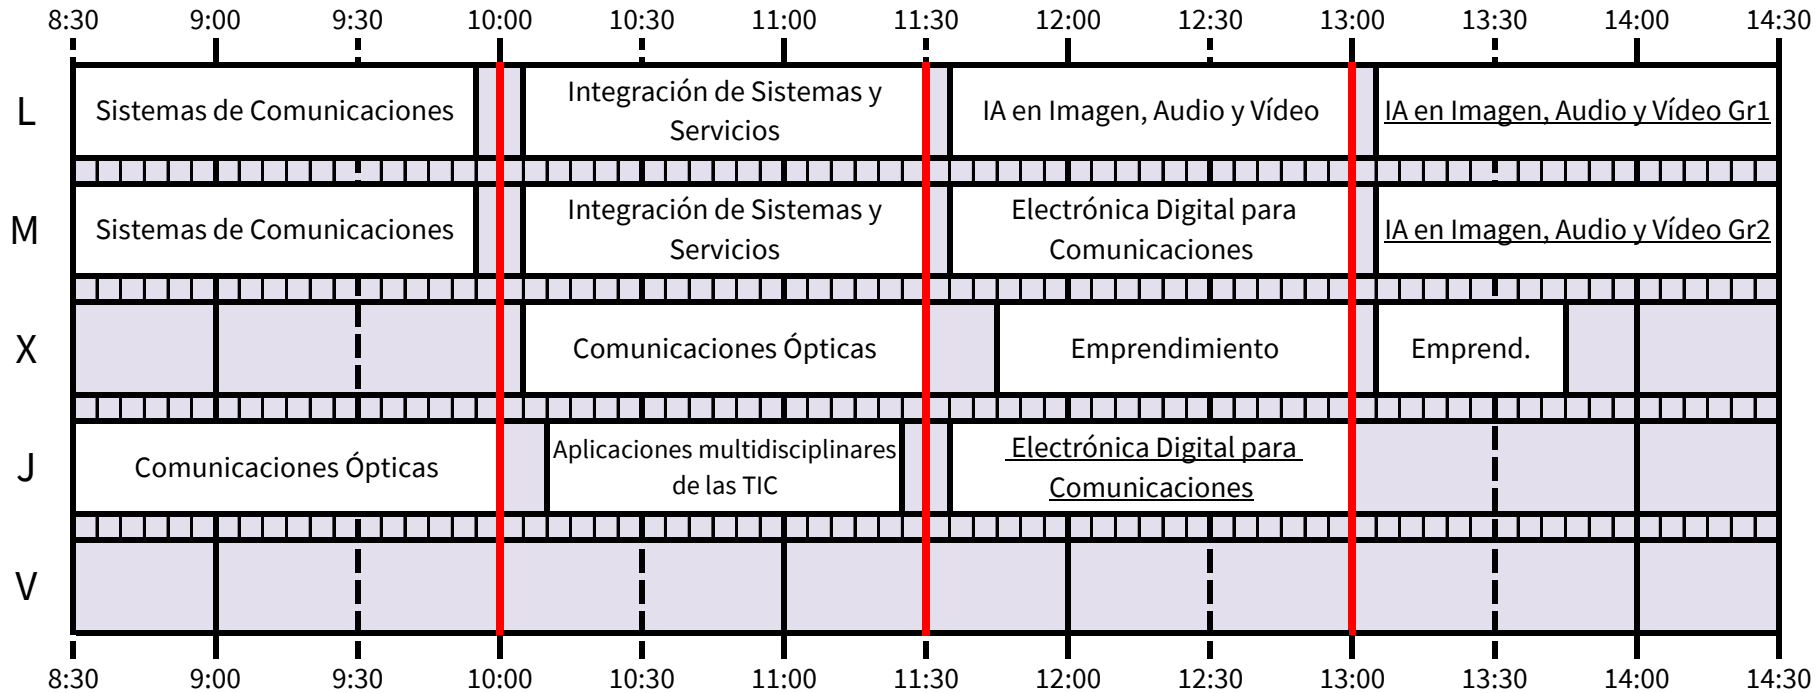 8:30 9:00 9:30 10:00 10:30 11:00 11:30 12:00 12:30 13:00 13:30 14:00 14:30
L
Sistemas de Comunicaciones
Integración de Sistemas y
Servicios
IA en Imagen, Audio y Vídeo
IA en Imagen, Audio y Vídeo Gr1
M
Sistemas de Comunicaciones
Integración de Sistemas y
Servicios
Electrónica Digital para
Comunicaciones
IA en Imagen, Audio y Vídeo Gr2
X
Comunicaciones Ópticas
Emprendimiento
Emprend.
J
Comunicaciones Ópticas
Aplicaciones multidisciplinares
de las TIC
Electrónica Digital para
Comunicaciones
V
8:30 9:00 9:30 10:00 10:30 11:00 11:30 12:00 12:30 13:00 13:30 14:00 14:30